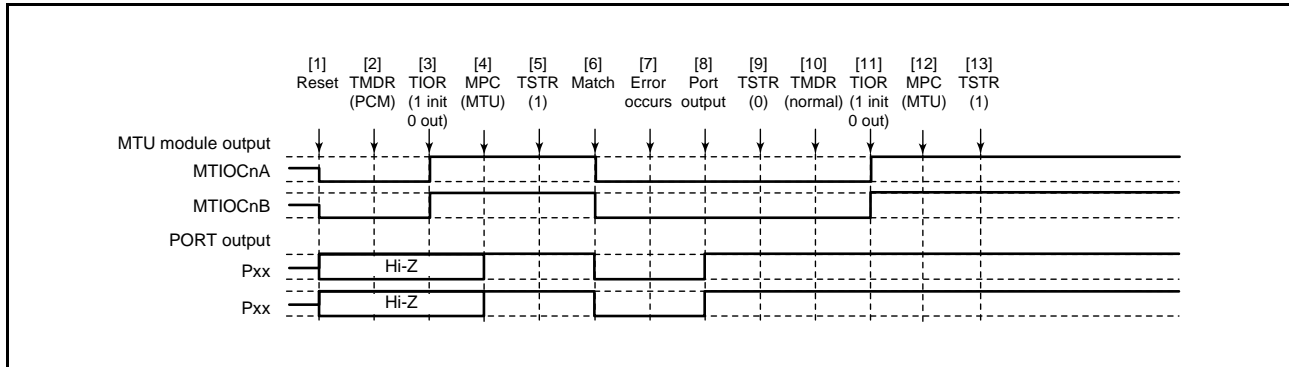 [1] [2] [3] [4] [5] [6] [7] [8] [9] [10] [11] [12] [13]
Reset TMDR TIOR MPC TSTR Match Error Port TSTR TMDR TIOR MPC TSTR
(PCM) (1 init (MTU) (1) occurs output (0) (normal) (1 init (MTU) (1)
0 out) 0 out)
MTU module output
MTIOCnA
MTIOCnB
PORT output
Pxx Hi-Z
Pxx Hi-Z